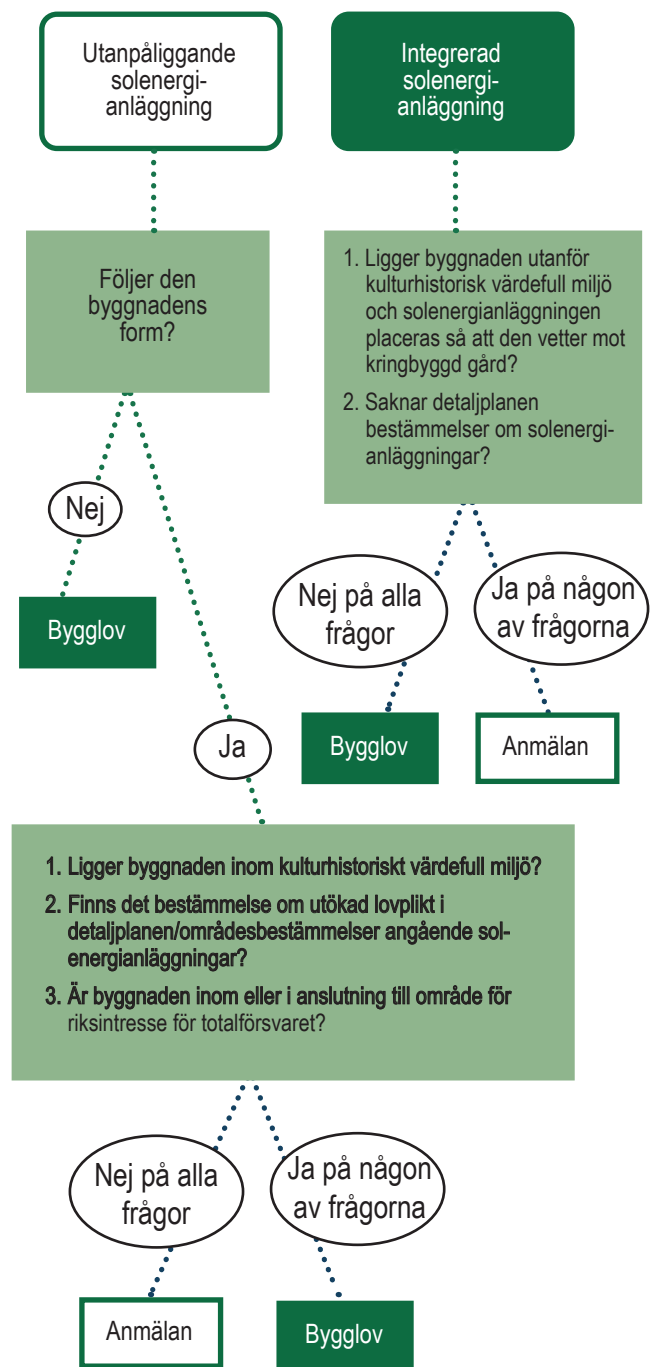 Utanpåliggande
solenergi-
anläggning
Följer den
byggnadens
form?
Nej
Bygglov
Ja
Integrerad
solenergi-
anläggning
1. Ligger byggnaden utanför
kulturhistorisk värdefull miljö
och solenergianläggningen
placeras så att den vetter mot
kringbyggd gård?
2. Saknar detaljplanen
bestämmelser om solenergi-
anläggningar?
Nej på alla
frågor
Bygglov
Ja på någon
av frågorna
Anmälan
1. Ligger byggnaden inom kulturhistoriskt värdefull miljö?
2. Finns det bestämmelse om utökad lovplikt i
detaljplanen/områdesbestämmelser angående sol-
energianläggningar?
3. Är byggnaden inom eller i anslutning till område för
riksintresse för totalförsvaret?
Nej på alla
frågor
Anmälan
Ja på någon
av frågorna
Bygglov